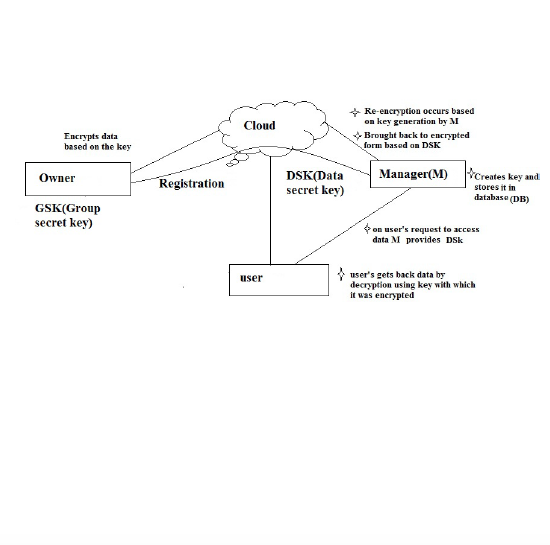 Re-encryption occurs based
on key generation by M
Cloud
Brought back to encrypted
form based on DSK
Encrypts data
based on the key
Owner
Registration
DSK(Data
secret key)
Manager(M)
Creates key and
stores it in
database (DB)
GSK(Group
secret key)
on user's request to access
data M provides DSk
user
user's gets back data by
decryption using key with which
it was encrypted